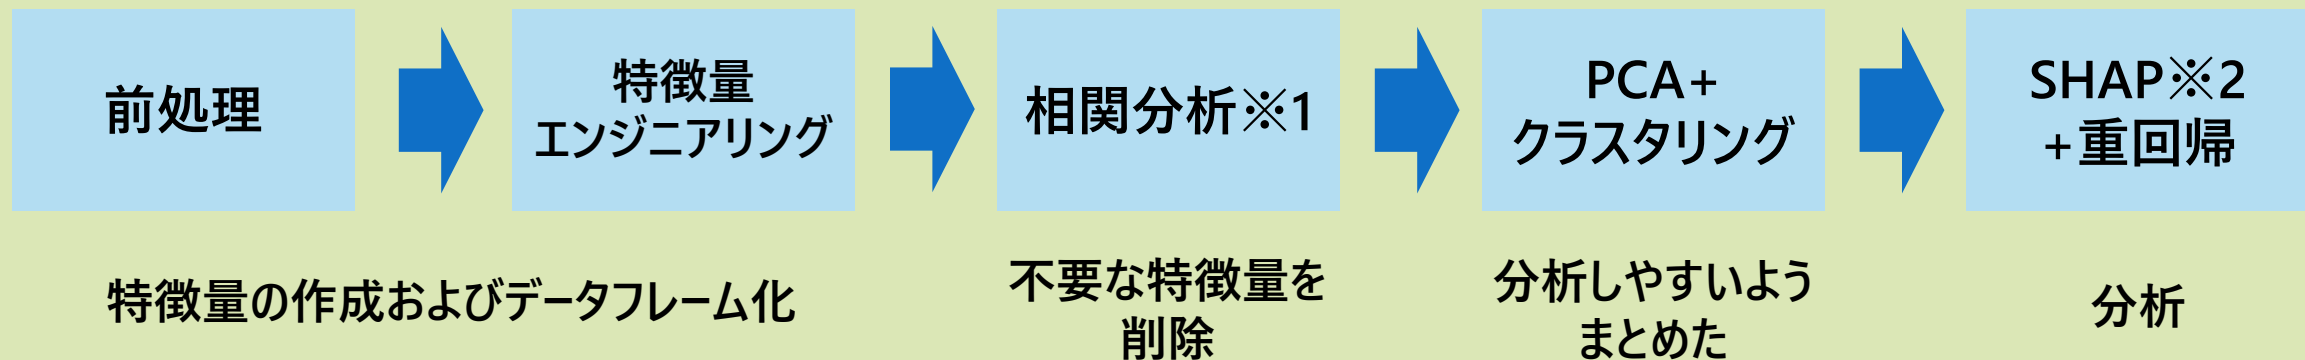 前処理
特徴量
エンジニアリング
相関分析※1
PCA+
クラスタリング
SHAP※2
+重回帰
特徴量の作成およびデータフレーム化
不要な特徴量を
削除
分析しやすいよう
まとめた
分析